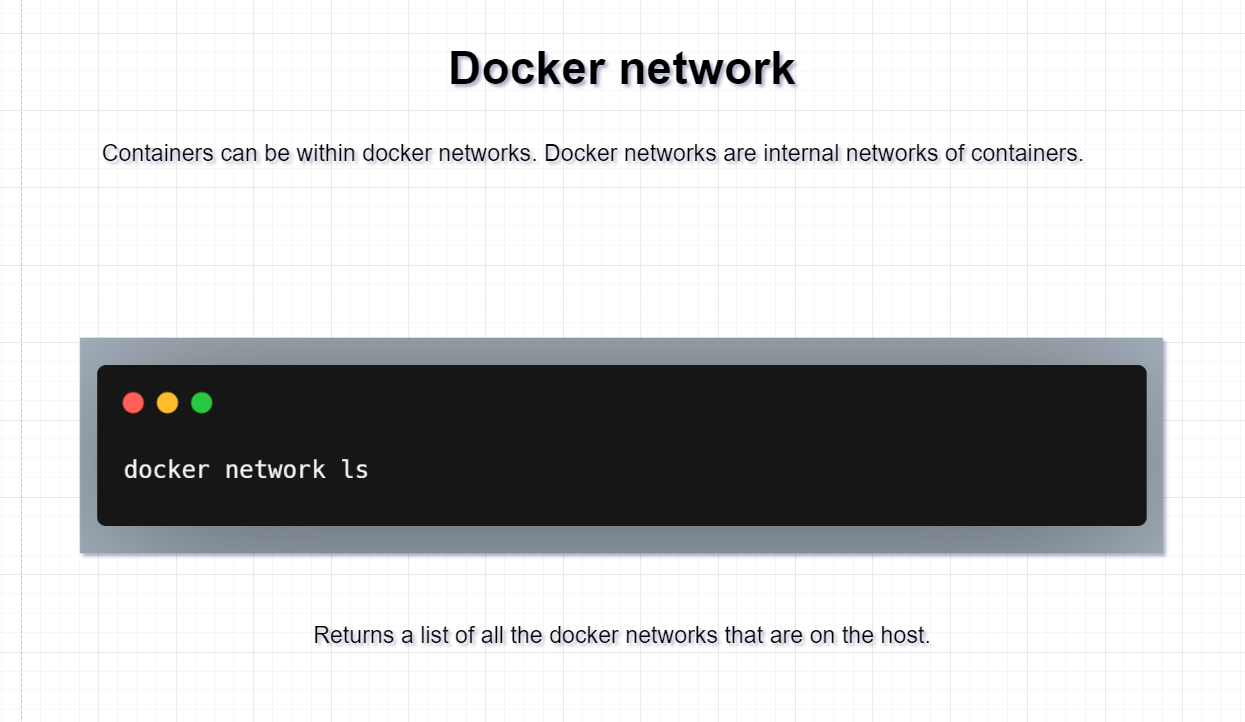 Docker network
Containers can be within docker networks. Docker networks are internal networks of containers.
docker network ls
Returns a list of all the docker networks that are on the host.